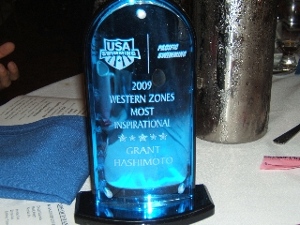 USA
SWIMMING
PACIFIC
SWIMMING
2009
WESTERN ZONES
MOST
INSPIRATIONAL
GRANT
HASHIMOTO